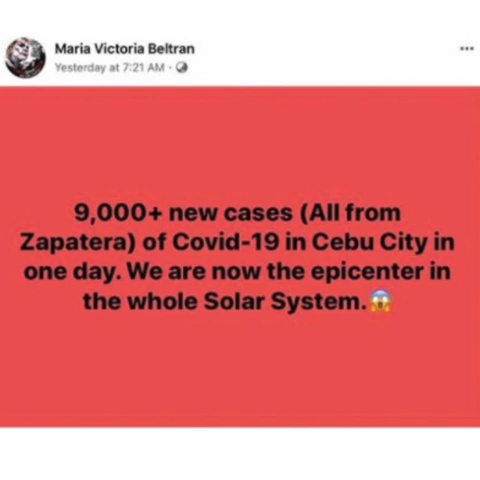 Maria Victoria Beltran
Yesterday at 7:21 AM ·
9,000+ new cases (All from
Zapatera) of Covid-19 in Cebu City in
one day. We are now the epicenter in
the whole Solar System.😱